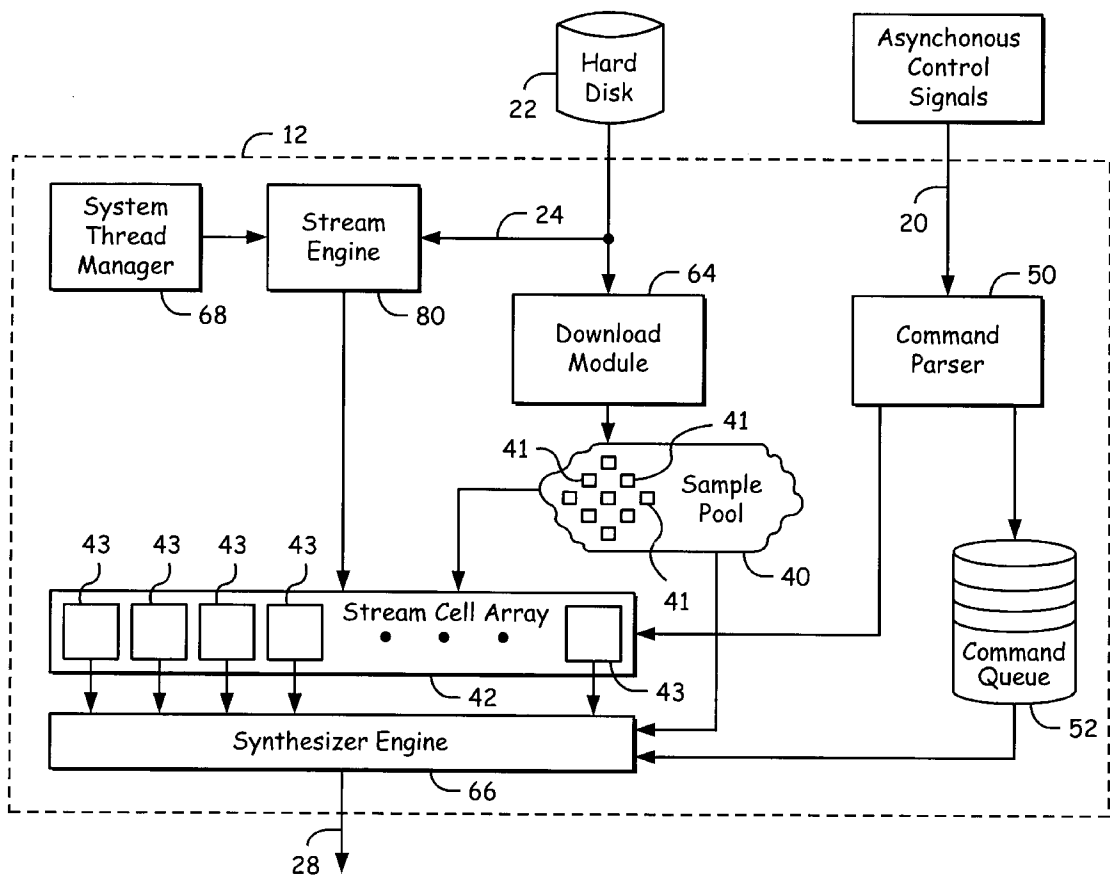 Hard
Disk
22
Asynchonous
Control
Signals
12
20
System
Thread
Manager
68
Stream
Engine
80
24
64
Download
Module
50
Command
Parser
41
41
Sample
Pool
41
40
43
43
43
43
Stream Cell Array
43
42
Command
Queue
52
Synthesizer Engine
66
28